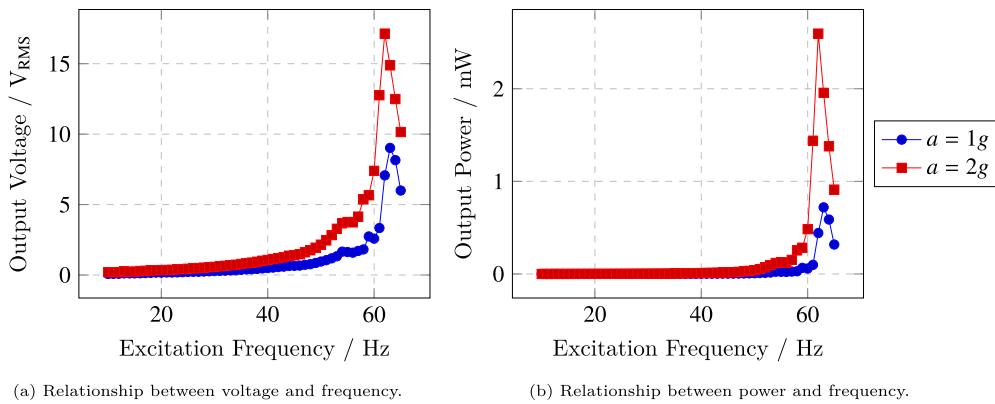 Output Voltage / V_RMS
15
10
5
0
20 40 60
Excitation Frequency / Hz
(a) Relationship between voltage and frequency.
Output Power / mW
2
1
0
20 40 60
Excitation Frequency / Hz
(b) Relationship between power and frequency.
a = 1g
a = 2g